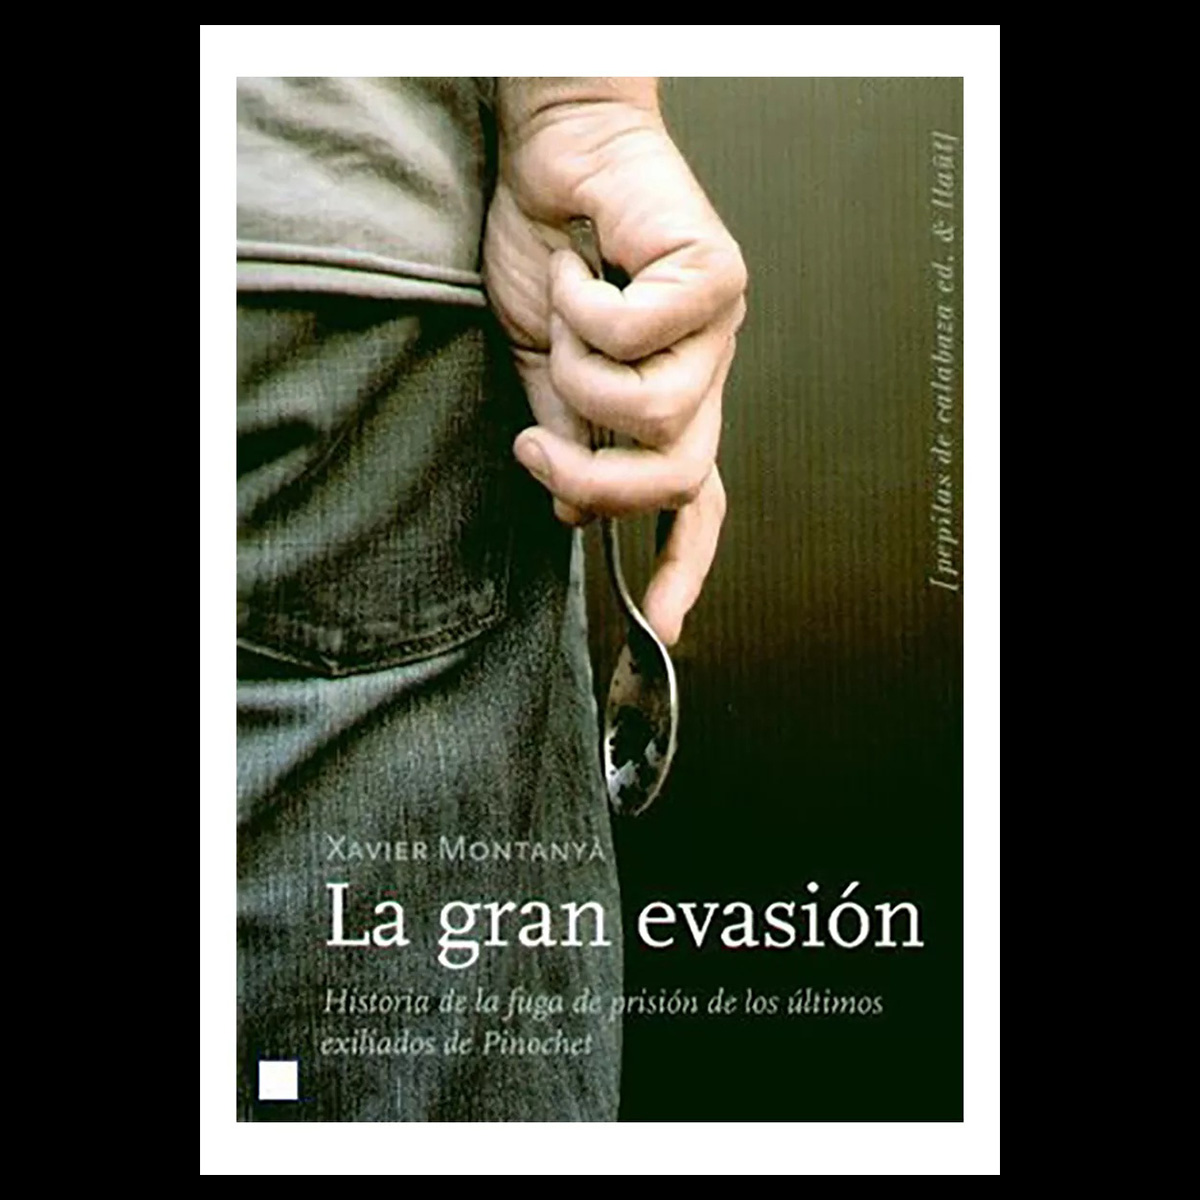 [pepitas de calabaza ed. & llaüt]
XAVIER MONTANYÀ
La gran evasión
Historia de la fuga de prisión de los últimos
exiliados de Pinochet